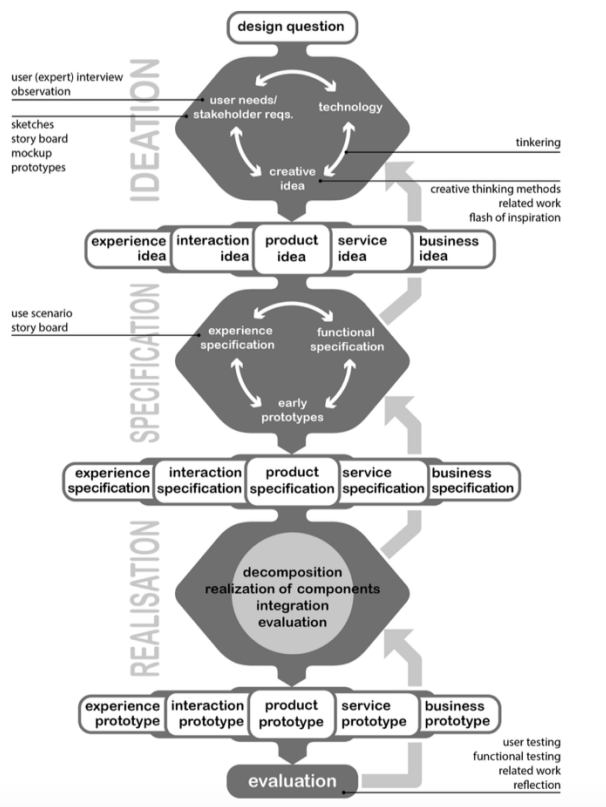 design question
IDEATION
user (expert) interview
observation
user needs/
stakeholder reqs.
technology
sketches
story board
mockup
prototypes
tinkering
creative
idea
creative thinking methods
related work
flash of inspiration
experience
idea
interaction
idea
product
idea
service
idea
business
idea
SPECIFICATION
use scenario
story board
experience
specification
functional
specification
early
prototypes
experience
specification
interaction
specification
product
specification
service
specification
business
specification
REALISATION
decomposition
realization of components
integration
evaluation
experience
prototype
interaction
prototype
product
prototype
service
prototype
business
prototype
evaluation
user testing
functional testing
related work
reflection